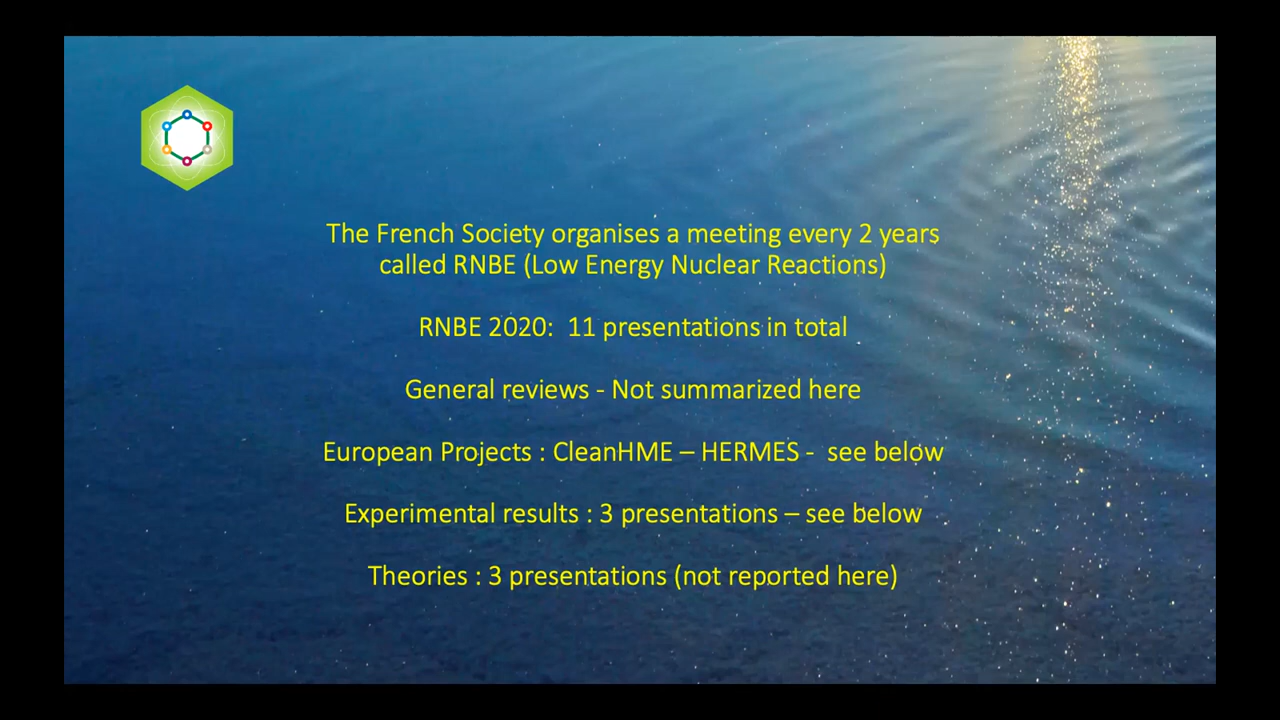 The French Society organises a meeting every 2 years
called RNBE (Low Energy Nuclear Reactions)
RNBE 2020:  11 presentations in total
General reviews - Not summarized here
European Projects : CleanHME – HERMES -  see below
Experimental results : 3 presentations – see below
Theories : 3 presentations (not reported here)